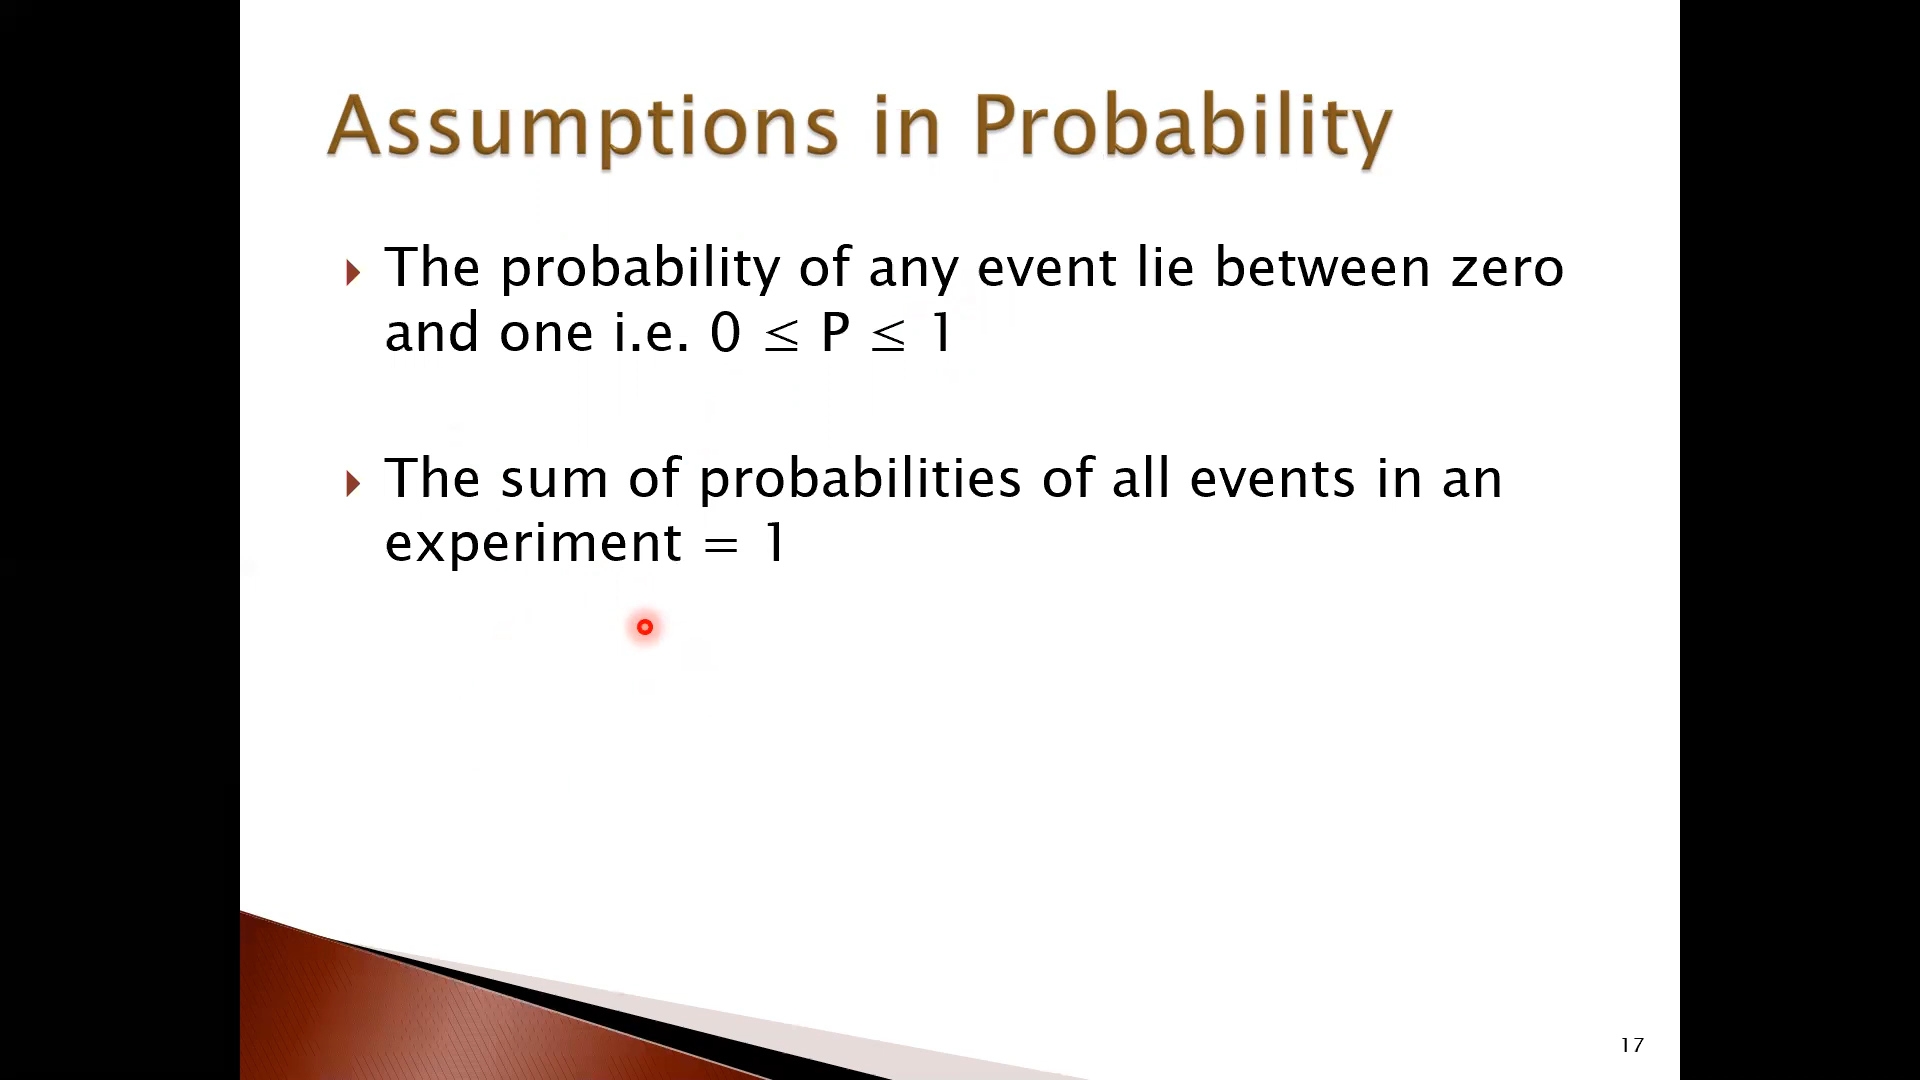 Assumptions in Probability
The probability of any event lie between zero
and one i.e. 0 ≤ P ≤ 1
The sum of probabilities of all events in an
experiment = 1
17